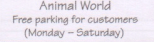 Animal World
Free parking for customers
(Monday – Saturday)